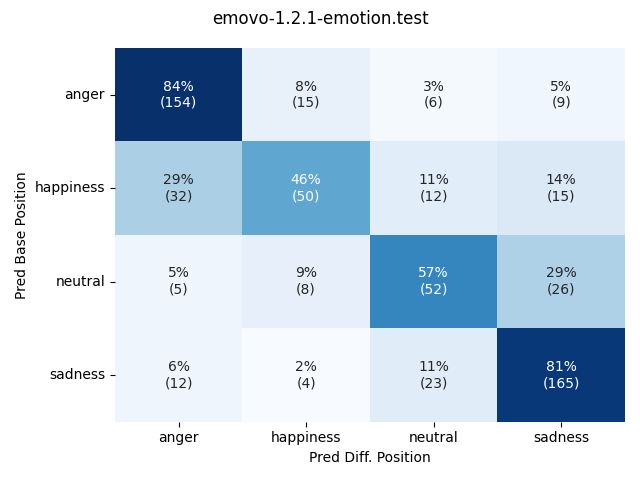 emovo-1.2.1-emotion.test
Pred Base Position
anger
84% 8% 3% 5%
(154) (15) (6) (9)
happiness
29% 46% 11% 14%
(32) (50) (12) (15)
neutral
5% 9% 57% 29%
(5) (8) (52) (26)
sadness
6% 2% 11% 81%
(12) (4) (23) (165)
anger happiness neutral sadness
Pred Diff. Position